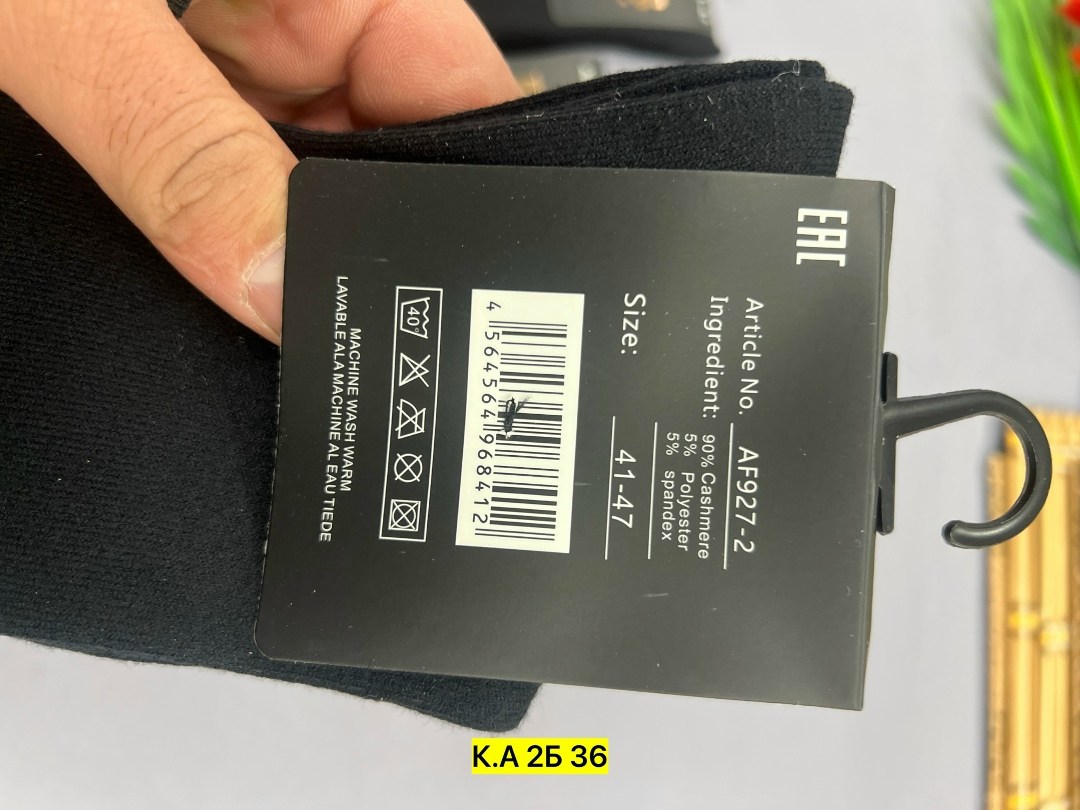 EAC
Article No. AF927-2
Ingredient: 90% Cashmere
5% Polyester
5% spandex
Size: 41-47
4 564564 968412
40°
MACHINE WASH WARM
LAVABLE ALA MACHINE AL EAU TIEDE
К.А 2Б 36